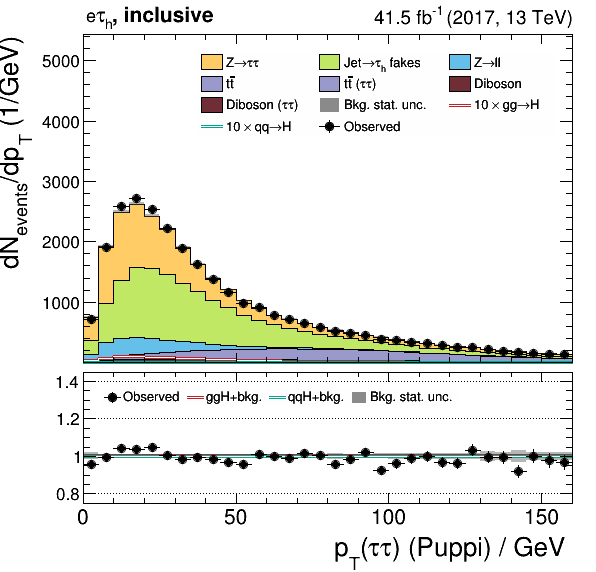 eτh, inclusive 41.5 fb-1 (2017, 13 TeV)
dNevents/dpT (1/GeV)
5000
4000
3000
2000
1000
Z→ττ Jet→τh fakes Z→ll
tt̄ tt̄ (ττ) Diboson
Diboson (ττ) Bkg. stat. unc. 10 × gg→H
10 × qq→H Observed
1.4
1.2
1
0.8
Observed ggH+bkg. qqH+bkg. Bkg. stat. unc.
0 50 100 150
pT(ττ) (Puppi) / GeV